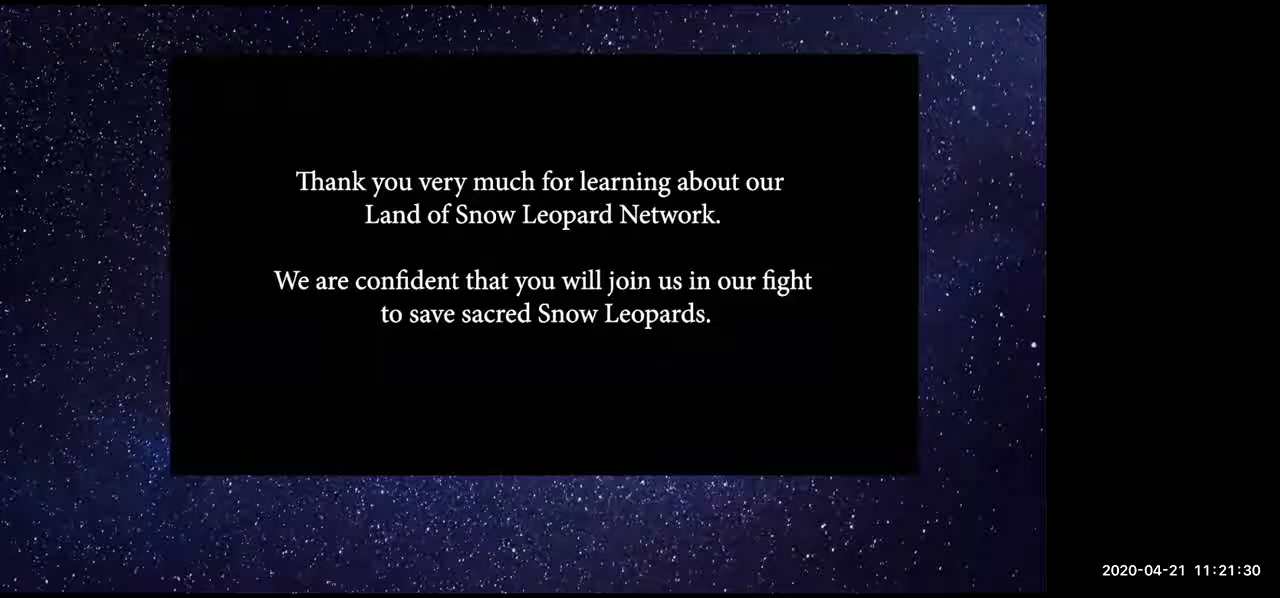 Thank you very much for learning about our
Land of Snow Leopard Network.
We are confident that you will join us in our fight
to save sacred Snow Leopards.
2020-04-21 11:21:30